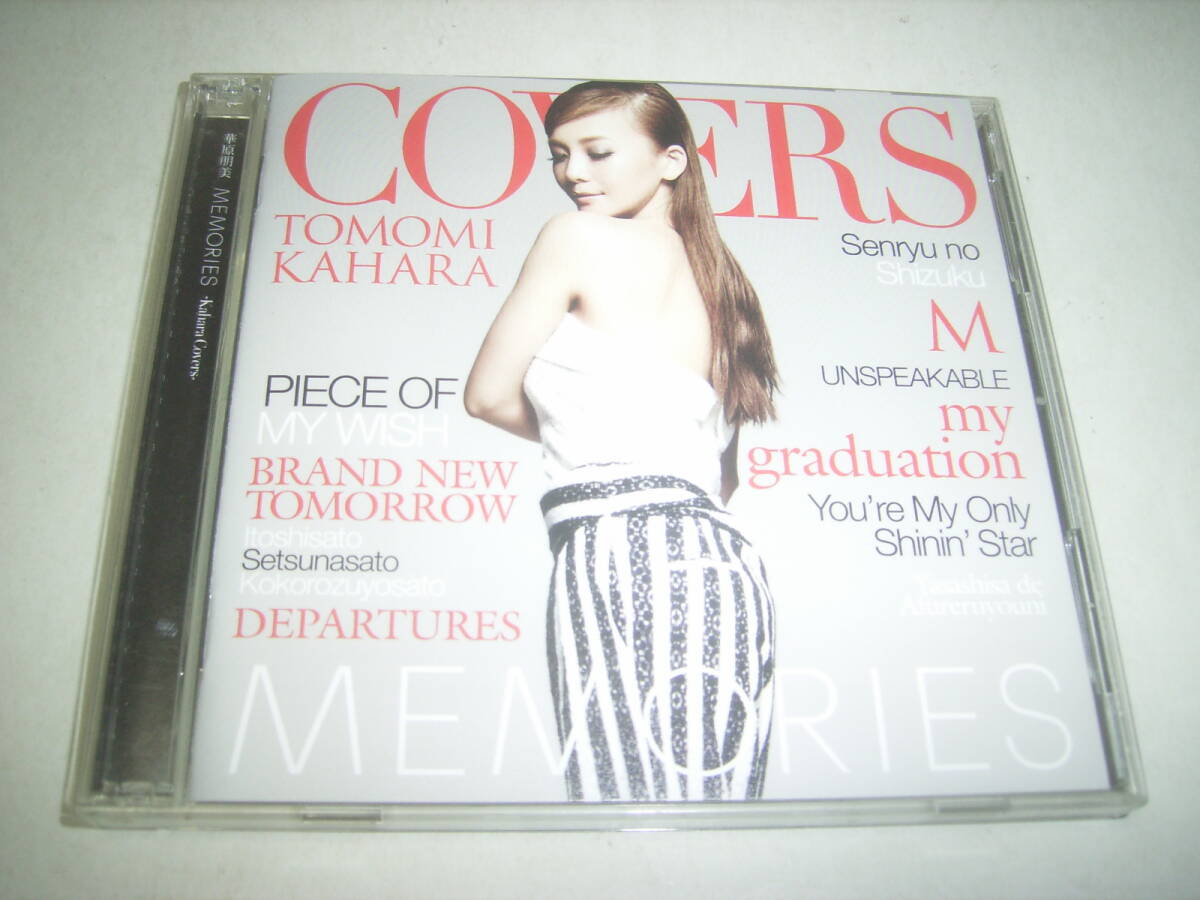 華原朋美 MEMORIES -Kahara Covers-
COVERS
TOMOMI
KAHARA
PIECE OF
MY WISH
BRAND NEW
TOMORROW
Itoshisato
Setsunasato
Kokorozuyosato
DEPARTURES
Senryu no
Shizuku
M
UNSPEAKABLE
my
graduation
You're My Only
Shinin' Star
Yasashisa de
Afureruyouni
MEMORIES